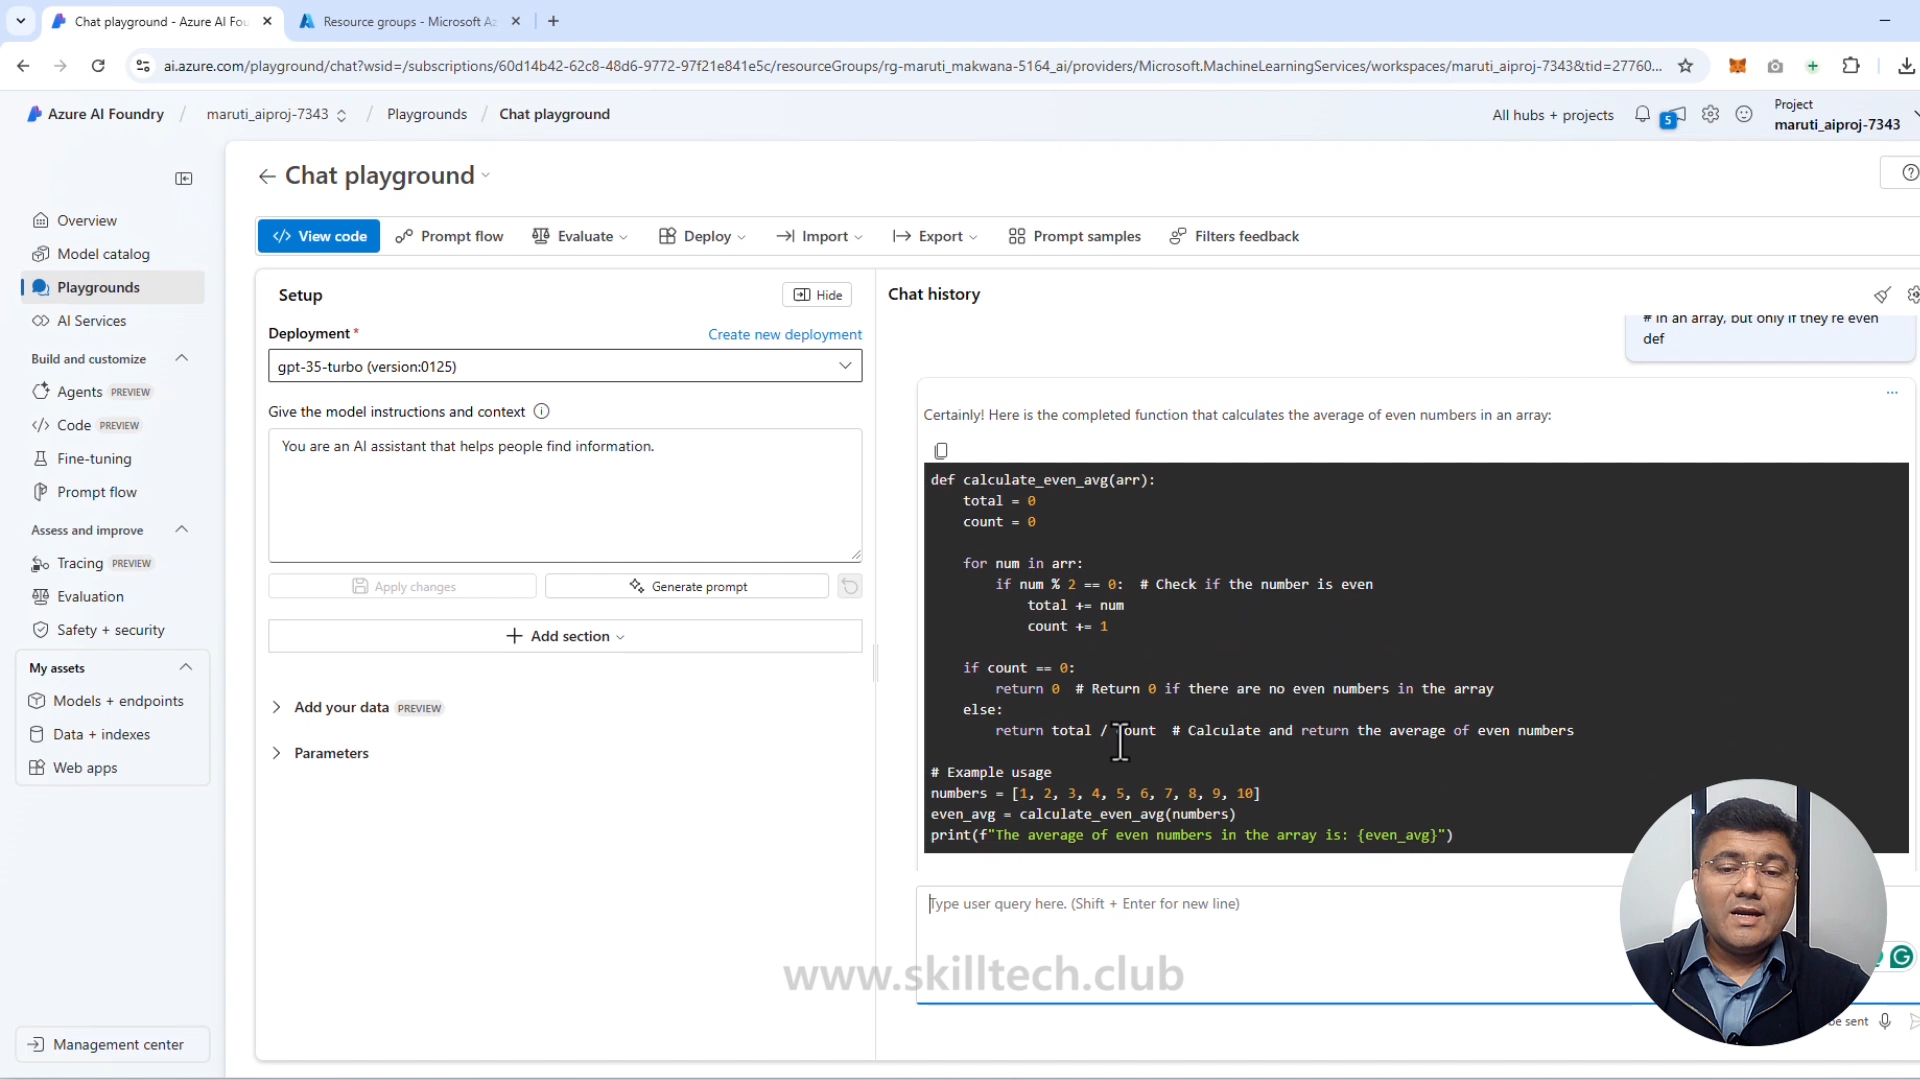 Chat playground - Azure AI Fou
Resource groups - Microsoft Az
ai.azure.com/playground/chat?wsid=/subscriptions/60d14b42-62c8-48d6-9772-97f21e841e5c/resourceGroups/rg-maruti_makwana-5164_ai/providers/Microsoft.MachineLearningServices/workspaces/maruti_aiproj-7343&tid=27760...
Azure AI Foundry / maruti_aiproj-7343 / Playgrounds / Chat playground
All hubs + projects
5
Project
maruti_aiproj-7343
Overview
Model catalog
Playgrounds
AI Services
Build and customize
Agents PREVIEW
Code PREVIEW
Fine-tuning
Prompt flow
Assess and improve
Tracing PREVIEW
Evaluation
Safety + security
My assets
Models + endpoints
Data + indexes
Web apps
Management center
Chat playground
View code
Prompt flow
Evaluate
Deploy
Import
Export
Prompt samples
Filters feedback
Setup
Hide
Deployment *
Create new deployment
gpt-35-turbo (version:0125)
Give the model instructions and context
You are an AI assistant that helps people find information.
Apply changes
Generate prompt
Add section
Add your data PREVIEW
Parameters
Chat history
# in an array, but only if they're even
def
Certainly! Here is the completed function that calculates the average of even numbers in an array:
def calculate_even_avg(arr):
total = 0
count = 0
for num in arr:
if num % 2 == 0: # Check if the number is even
total += num
count += 1
if count == 0:
return 0 # Return 0 if there are no even numbers in the array
else:
return total / count # Calculate and return the average of even numbers
# Example usage
numbers = [1, 2, 3, 4, 5, 6, 7, 8, 9, 10]
even_avg = calculate_even_avg(numbers)
print(f"The average of even numbers in the array is: {even_avg}")
Type user query here. (Shift + Enter for new line)
www.skilltech.club
be sent